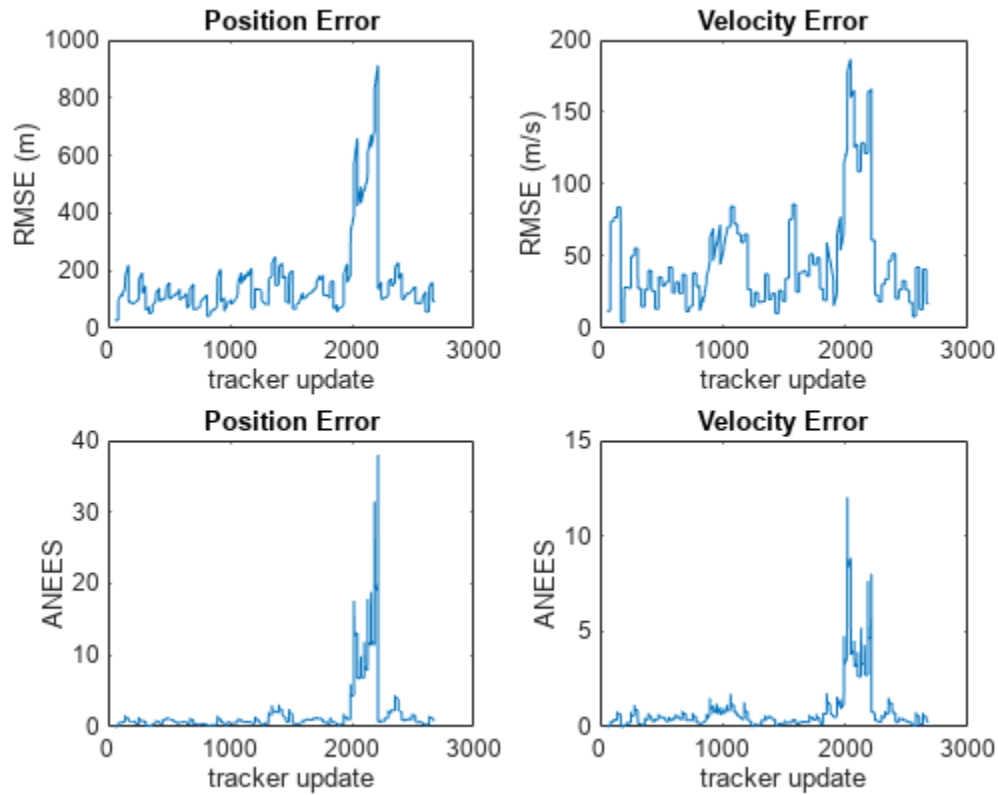 Position Error
1000
800
600
400
200
0
RMSE (m)
0 1000 2000 3000
tracker update
Velocity Error
200
150
100
50
0
RMSE (m/s)
0 1000 2000 3000
tracker update
Position Error
40
30
20
10
0
ANEES
0 1000 2000 3000
tracker update
Velocity Error
15
10
5
0
ANEES
0 1000 2000 3000
tracker update